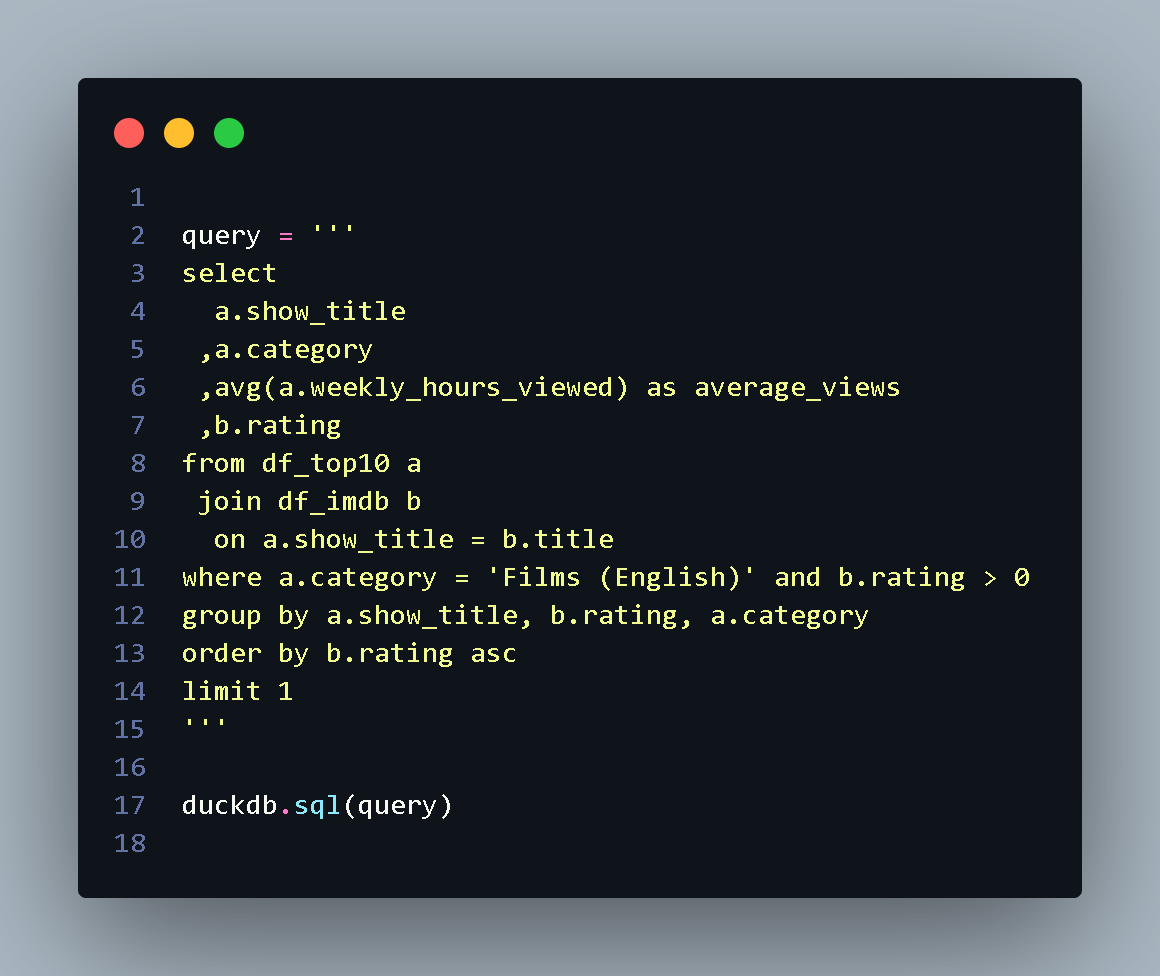 1
2 query = '''
3 select
4   a.show_title
5  ,a.category
6  ,avg(a.weekly_hours_viewed) as average_views
7  ,b.rating
8 from df_top10 a
9  join df_imdb b
10   on a.show_title = b.title
11 where a.category = 'Films (English)' and b.rating > 0
12 group by a.show_title, b.rating, a.category
13 order by b.rating asc
14 limit 1
15 '''
16
17 duckdb.sql(query)
18